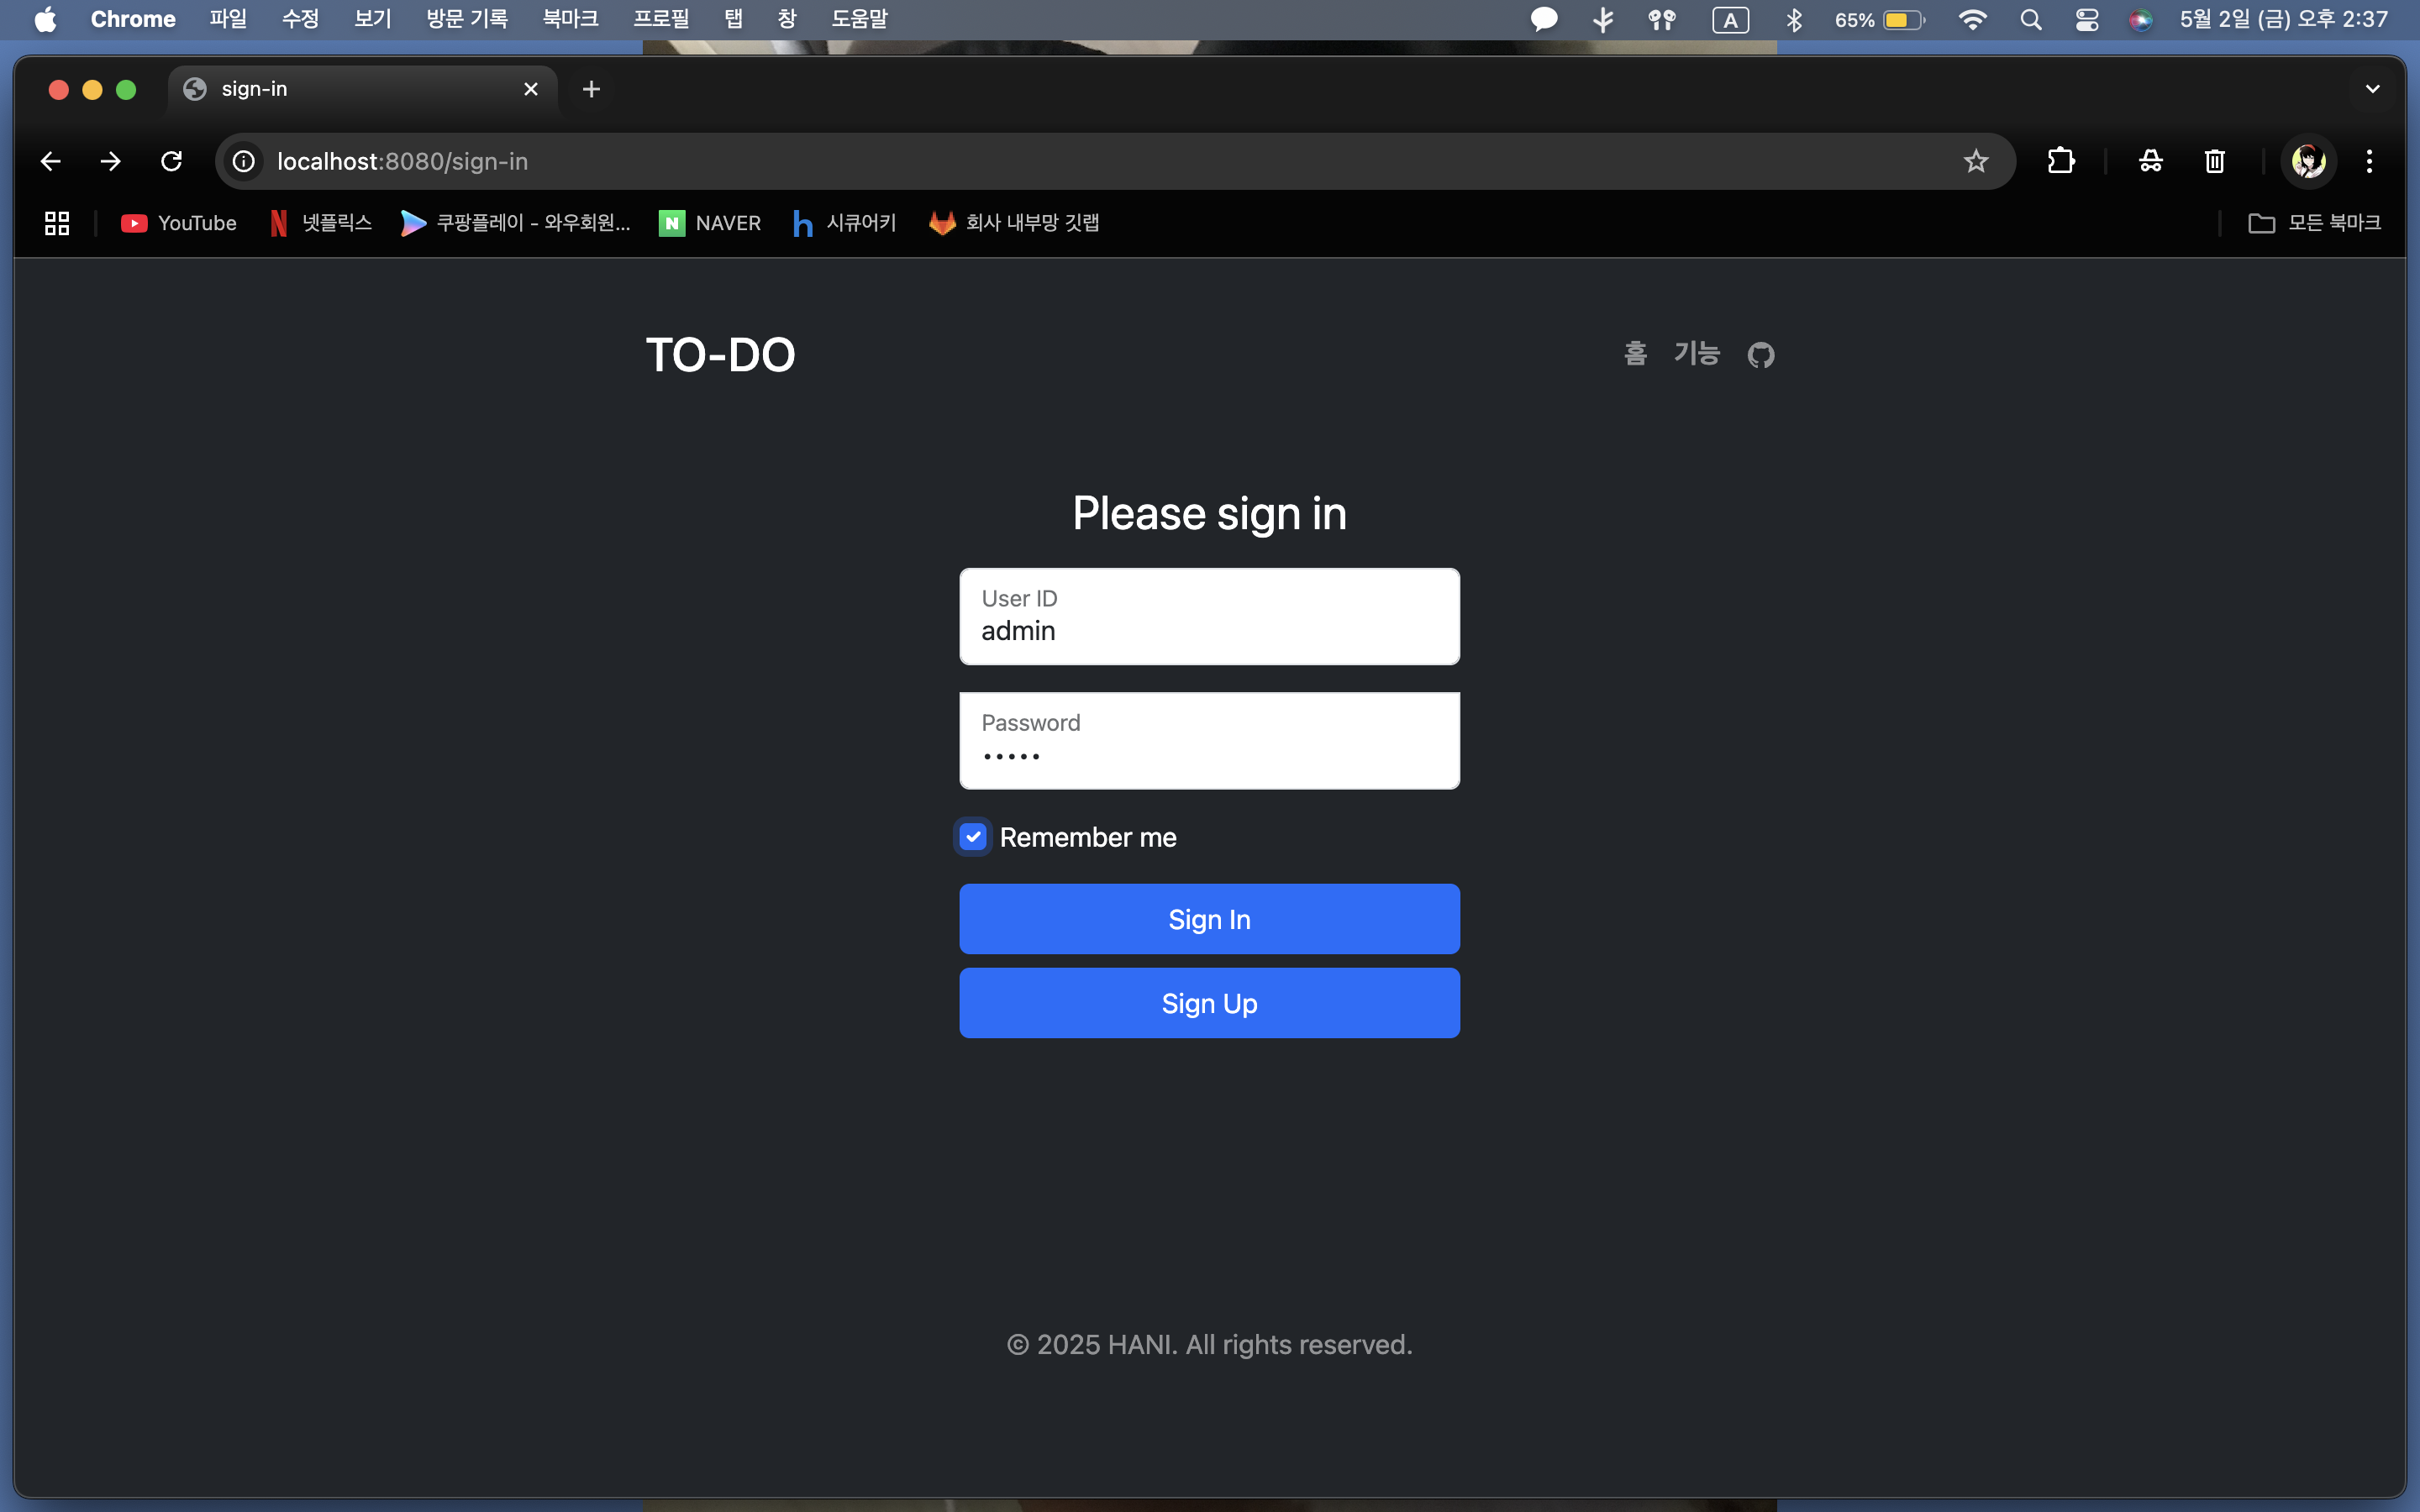 Chrome 파일 수정 보기 방문 기록 북마크 프로필 탭 창 도움말 A 65% 5월 2일 (금) 오후 2:37
sign-in
localhost:8080/sign-in
YouTube 넷플릭스 쿠팡플레이 - 와우회원... NAVER 시큐어키 회사 내부망 깃랩 모든 북마크
TO-DO 홈 기능
Please sign in
User ID
admin
Password
•••••
Remember me
Sign In
Sign Up
© 2025 HANI. All rights reserved.